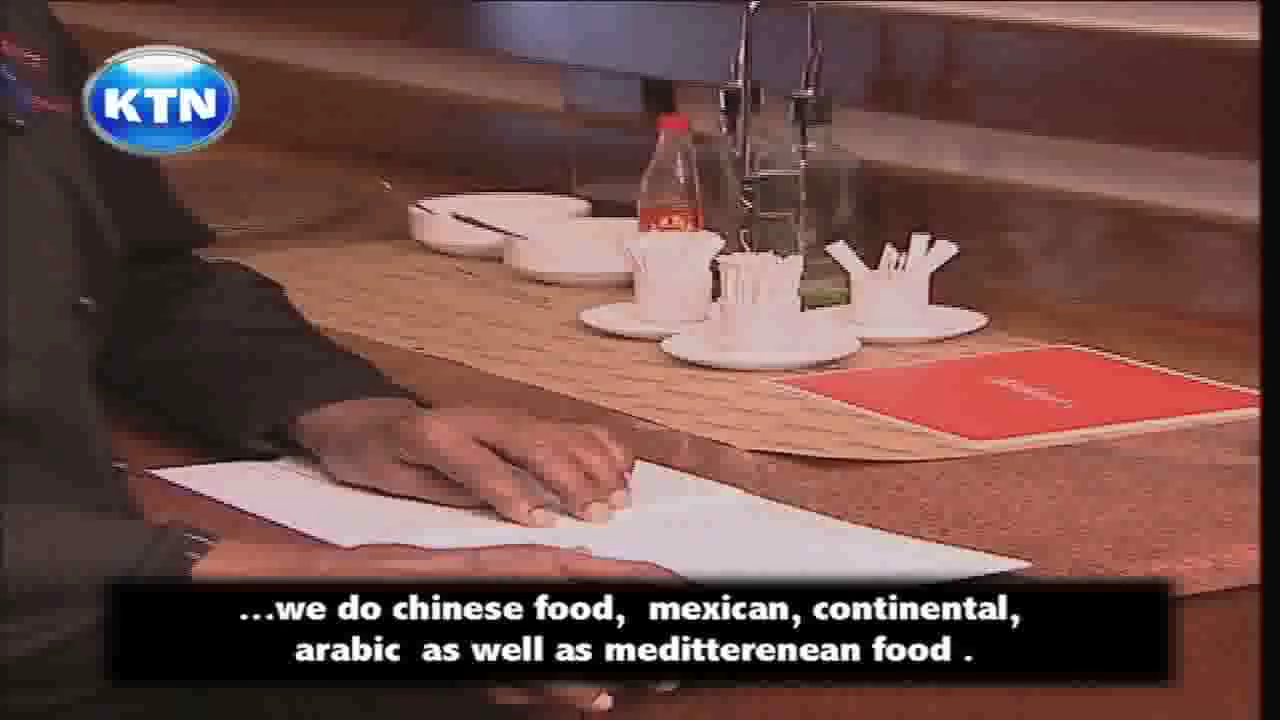 KTN
...we do chinese food,  mexican, continental,
arabic  as well as meditterenean food .